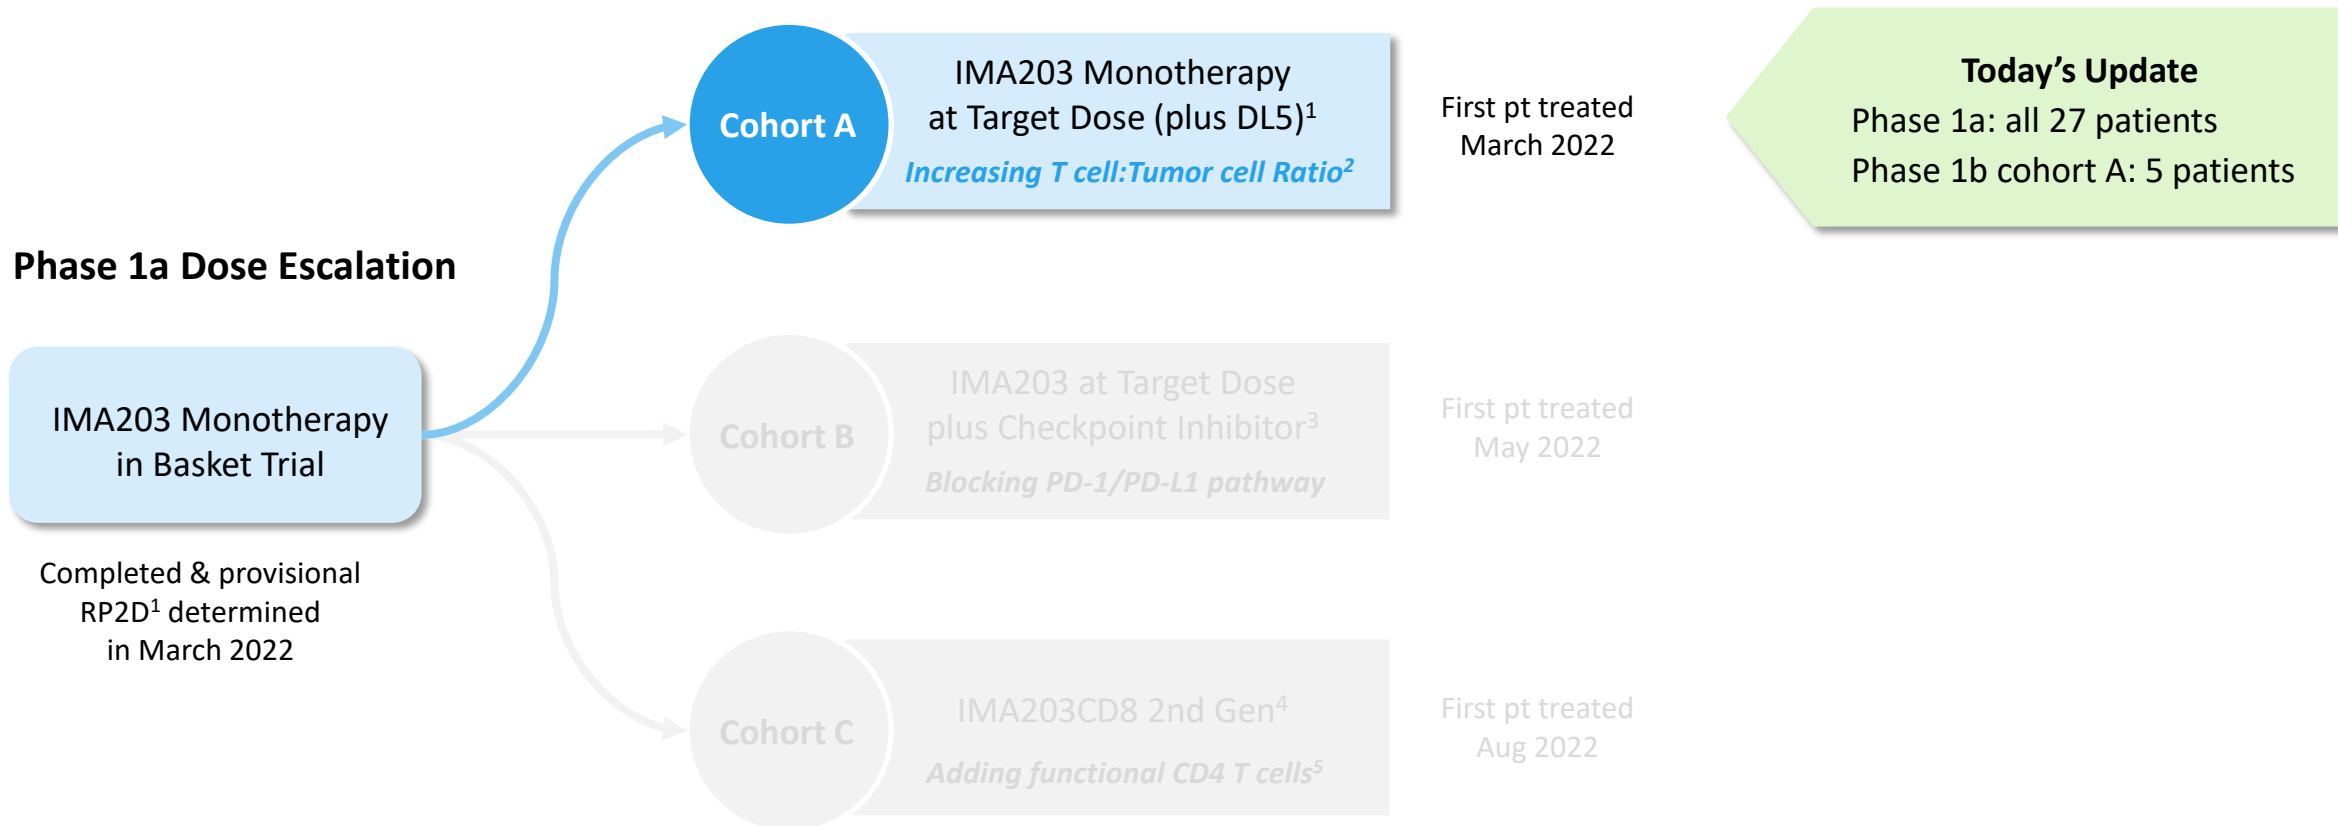 Phase 1a Dose Escalation
IMA203 Monotherapy
in Basket Trial
Completed & provisional
RP2D¹ determined
in March 2022
Cohort A
IMA203 Monotherapy
at Target Dose (plus DL5)¹
Increasing T cell:Tumor cell Ratio²
First pt treated
March 2022
Today’s Update
Phase 1a: all 27 patients
Phase 1b cohort A: 5 patients
Cohort B
IMA203 at Target Dose
plus Checkpoint Inhibitor³
Blocking PD-1/PD-L1 pathway
First pt treated
May 2022
Cohort C
IMA203CD8 2nd Gen⁴
Adding functional CD4 T cells⁵
First pt treated
Aug 2022